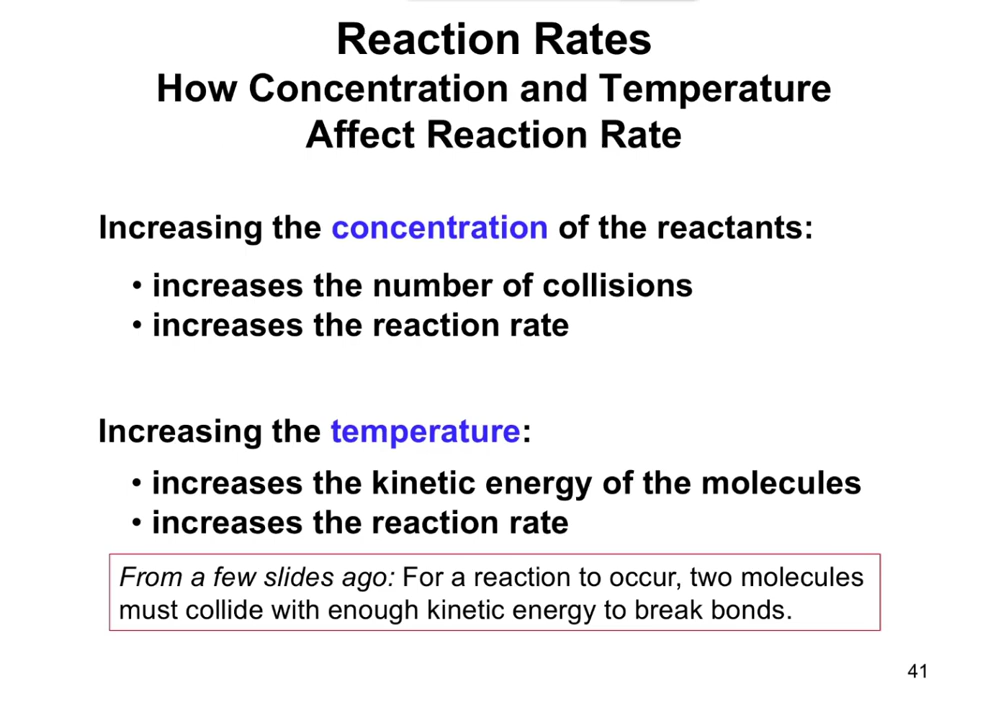 Reaction Rates
How Concentration and Temperature
Affect Reaction Rate
Increasing the concentration of the reactants:
• increases the number of collisions
• increases the reaction rate
Increasing the temperature:
• increases the kinetic energy of the molecules
• increases the reaction rate
From a few slides ago: For a reaction to occur, two molecules
must collide with enough kinetic energy to break bonds.
41